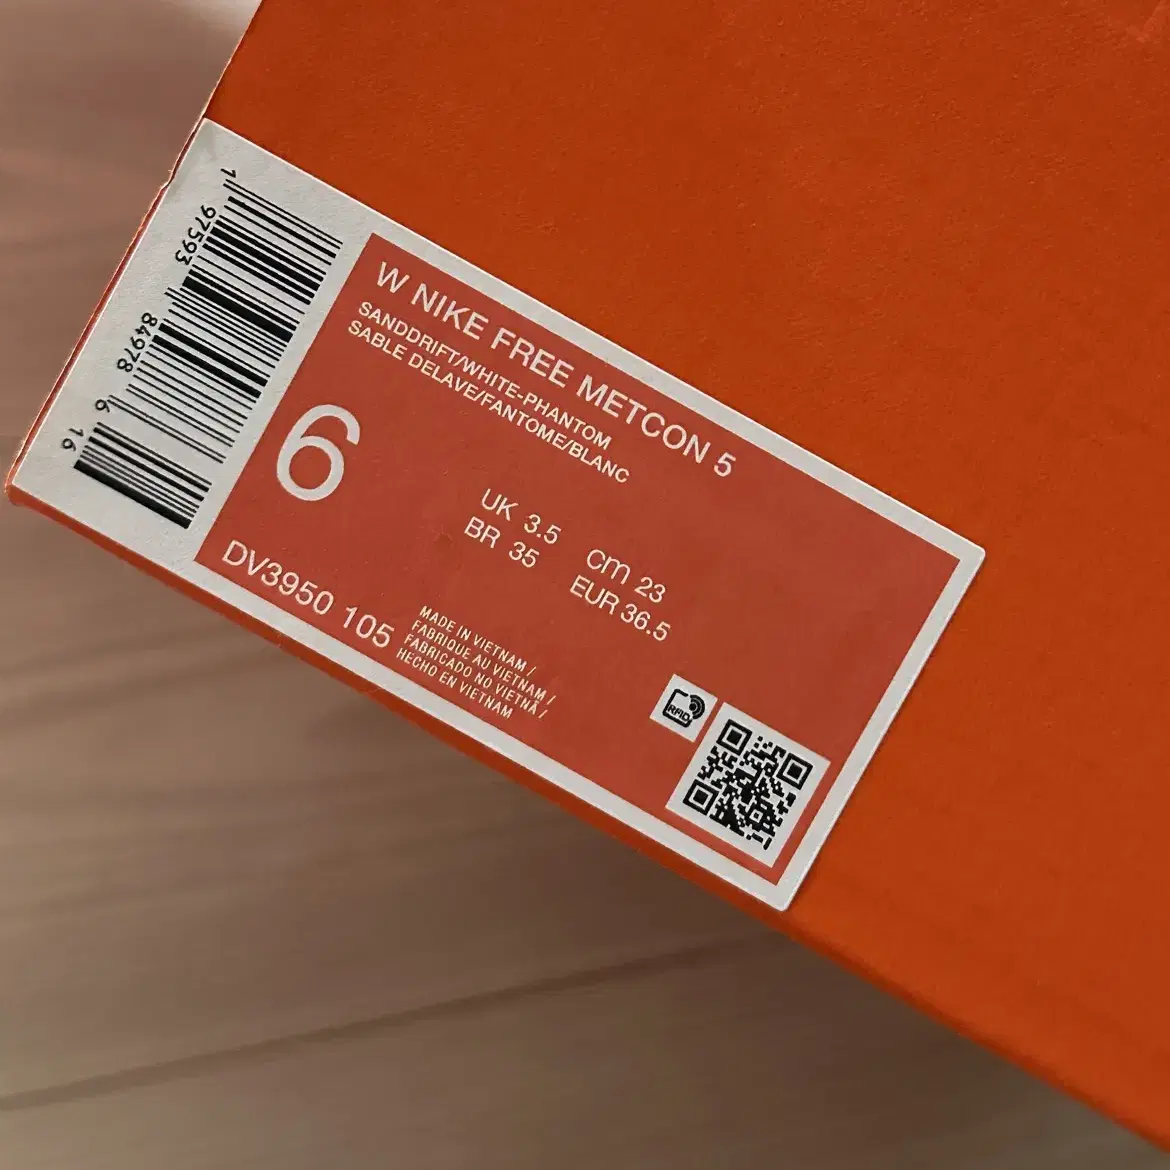 W NIKE FREE METCON 5
SANDDRIFT/WHITE-PHANTOM
SABLE DELAVE/FANTOME/BLANC
6
UK 3.5 CM 23
BR 35 EUR 36.5
DV3950 105
MADE IN VIETNAM /
FABRIQUE AU VIETNAM /
FABRICADO NO VIETNÃ /
HECHO EN VIETNAM
RFID
1 97593 84978 6 16